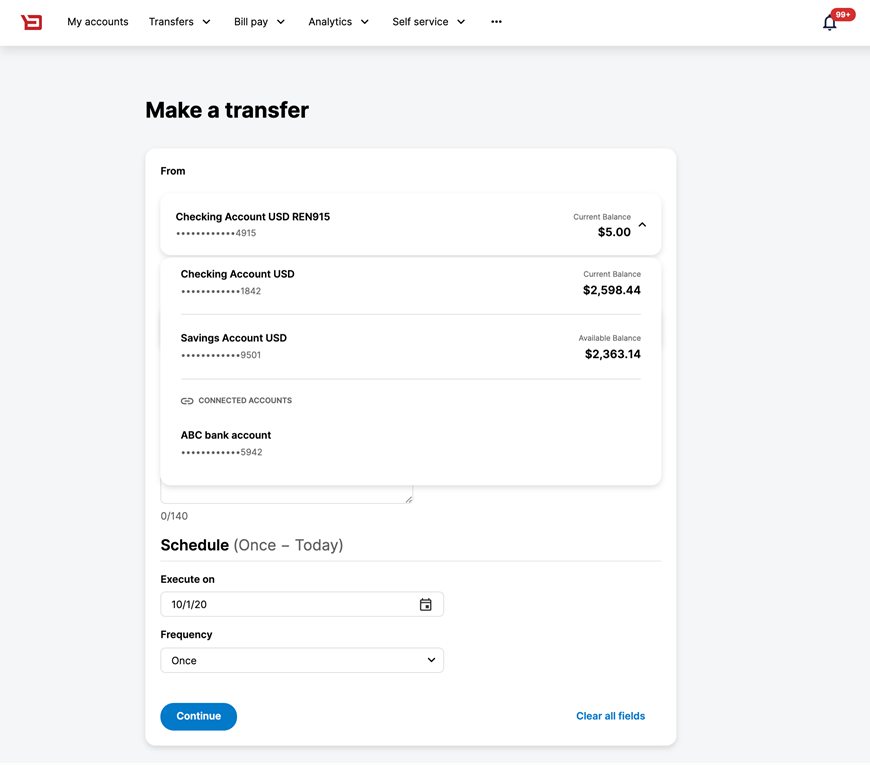 My accounts Transfers Bill pay Analytics Self service ••• 99+
Make a transfer
From
Checking Account USD REN915 Current Balance
••••••••••••4915 $5.00
Checking Account USD Current Balance
••••••••••••1842 $2,598.44
Savings Account USD Available Balance
••••••••••••9501 $2,363.14
CONNECTED ACCOUNTS
ABC bank account
••••••••••••5942
0/140
Schedule (Once – Today)
Execute on
10/1/20
Frequency
Once
Continue Clear all fields